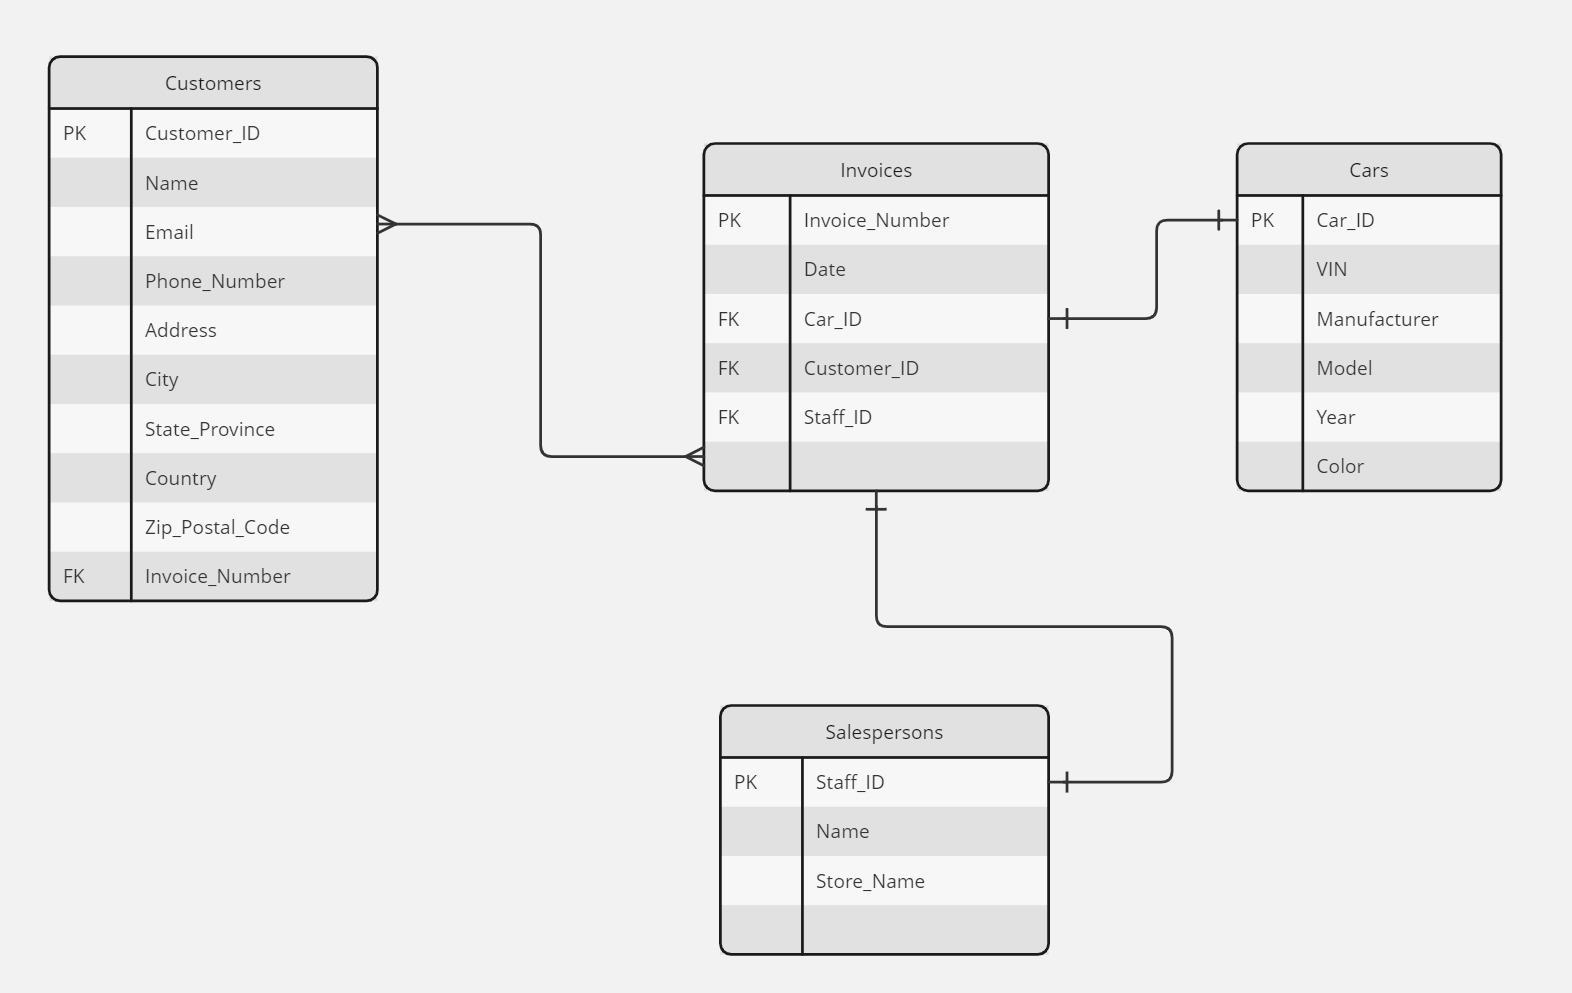 Customers
PK Customer_ID
Name
Email
Phone_Number
Address
City
State_Province
Country
Zip_Postal_Code
FK Invoice_Number
Invoices
PK Invoice_Number
Date
FK Car_ID
FK Customer_ID
FK Staff_ID
Cars
PK Car_ID
VIN
Manufacturer
Model
Year
Color
Salespersons
PK Staff_ID
Name
Store_Name